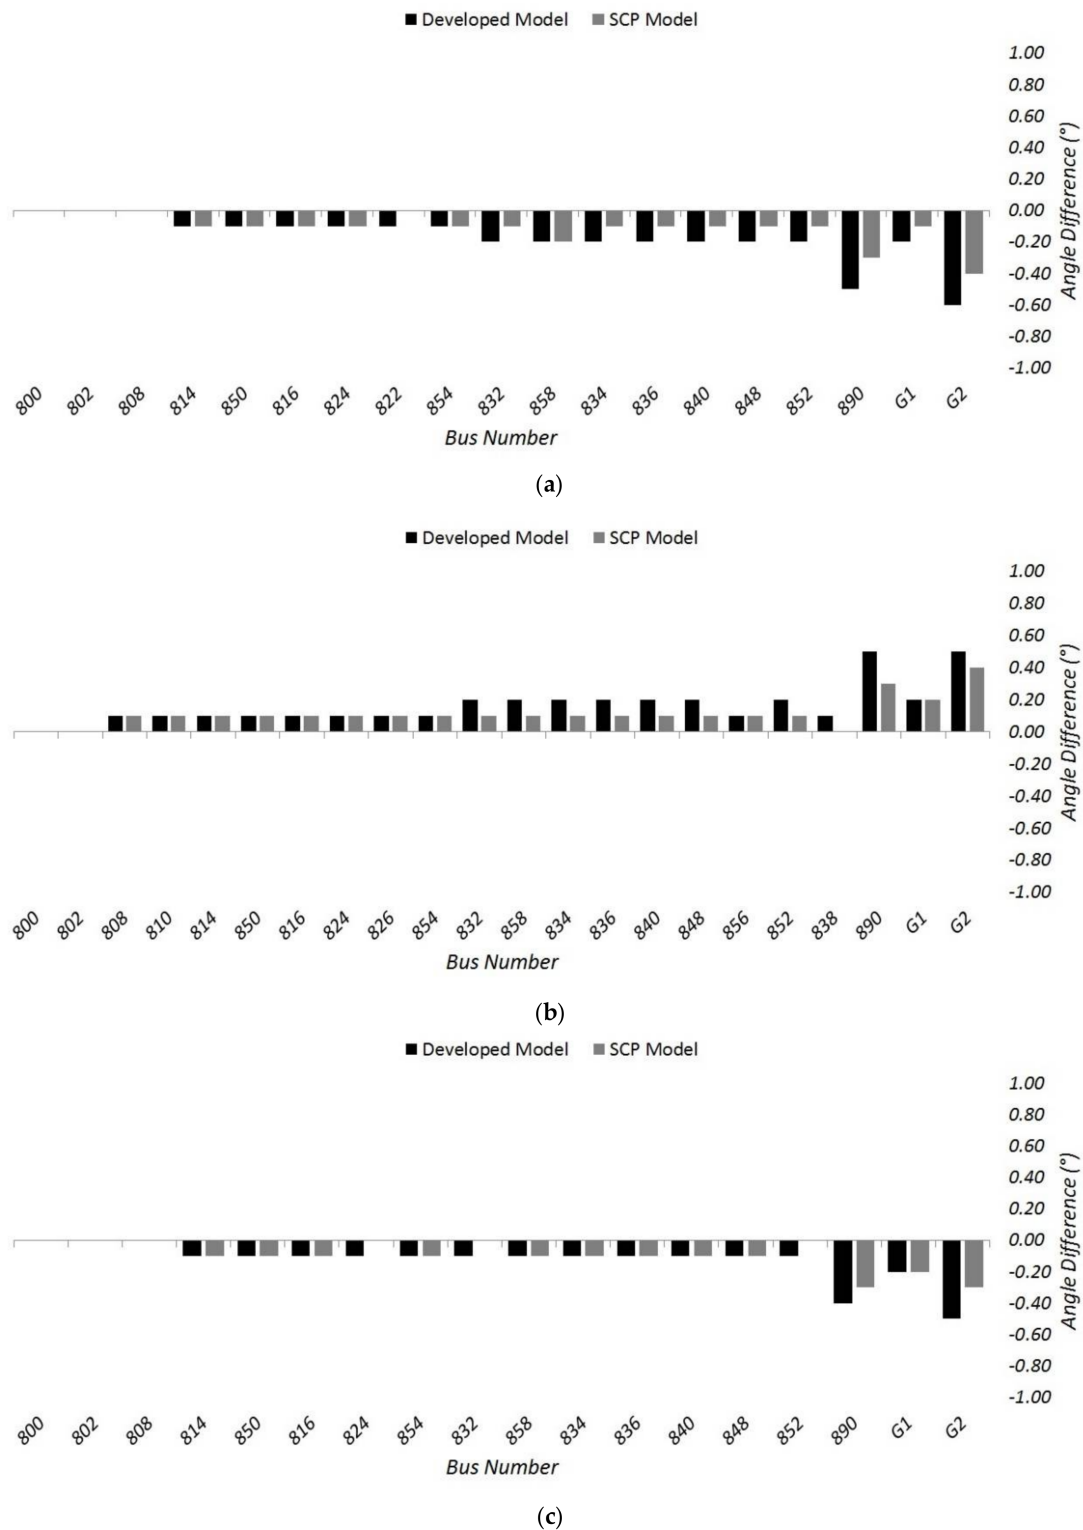 Developed Model SCP Model
1.00
0.80
0.60
0.40
0.20
0.00
-0.20
-0.40
-0.60
-0.80
-1.00
Angle Difference (°)
800 802 808 814 850 816 824 822 854 832 858 834 836 840 848 852 890 G1 G2
Bus Number
(a)
Developed Model SCP Model
1.00
0.80
0.60
0.40
0.20
0.00
-0.20
-0.40
-0.60
-0.80
-1.00
Angle Difference (°)
800 802 808 810 814 850 816 824 826 854 832 858 834 836 840 848 856 852 838 890 G1 G2
Bus Number
(b)
Developed Model SCP Model
1.00
0.80
0.60
0.40
0.20
0.00
-0.20
-0.40
-0.60
-0.80
-1.00
Angle Difference (°)
800 802 808 814 850 816 824 854 832 858 834 836 840 848 852 890 G1 G2
Bus Number
(c)